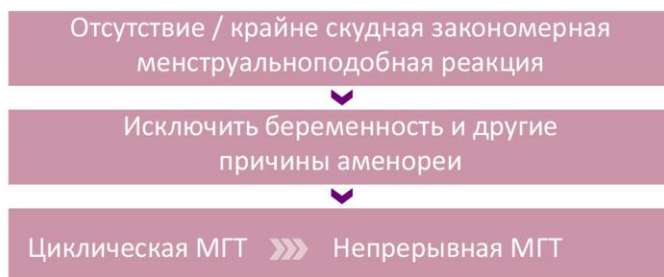 Отсутствие / крайне скудная закономерная
менструальноподобная реакция
Исключить беременность и другие
причины аменореи
Циклическая МГТ Непрерывная МГТ